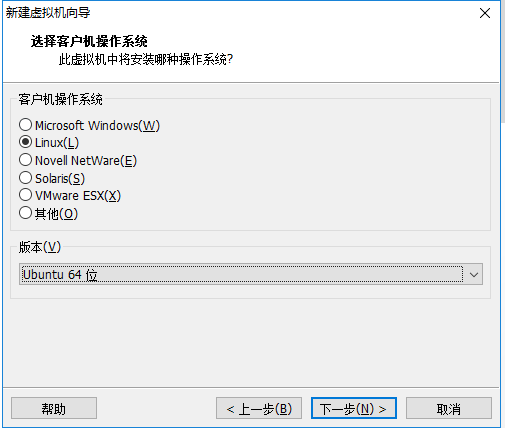 新建虚拟机向导
选择客户机操作系统
此虚拟机中将安装哪种操作系统?
客户机操作系统
Microsoft Windows(W)
Linux(L)
Novell NetWare(E)
Solaris(S)
VMware ESX(X)
其他(O)
版本(V)
Ubuntu 64 位
帮助
< 上一步(B)
下一步(N) >
取消